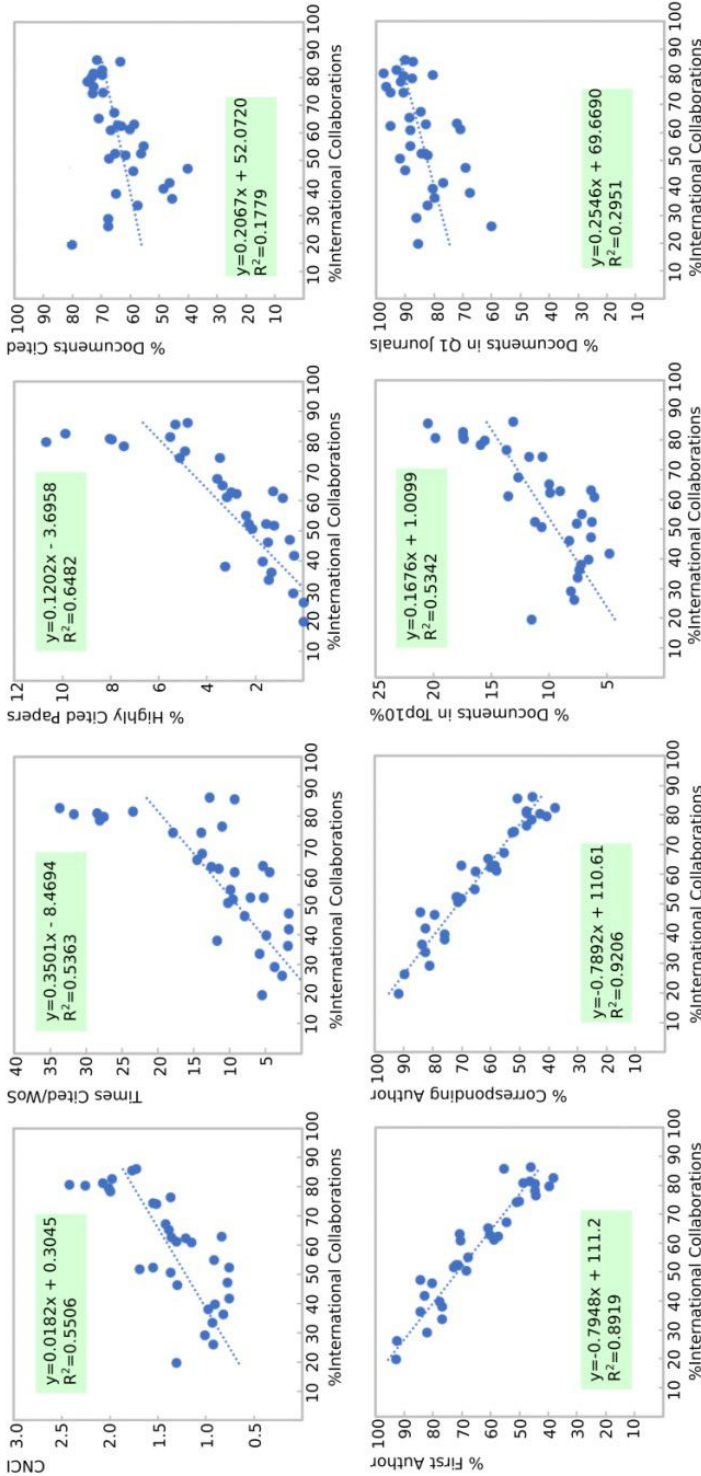 CNCI
3.0
2.5
2.0
1.5
1.0
0.5
y=0.0182x + 0.3045
R²=0.5506
10 20 30 40 50 60 70 80 90 100
%International Collaborations
Times Cited/WoS
40
35
30
25
20
15
10
5
y=0.3501x - 8.4694
R²=0.5363
10 20 30 40 50 60 70 80 90 100
%International Collaborations
% Highly Cited Papers
12
10
8
6
4
2
y=0.1202x - 3.6958
R²=0.6482
10 20 30 40 50 60 70 80 90 100
%International Collaborations
% Documents Cited
100
90
80
70
60
50
40
30
20
10
y=0.2067x + 52.0720
R²=0.1779
10 20 30 40 50 60 70 80 90 100
%International Collaborations
% First Author
100
90
80
70
60
50
40
30
20
10
y=-0.7948x + 111.2
R²=0.8919
10 20 30 40 50 60 70 80 90 100
%International Collaborations
% Corresponding Author
100
90
80
70
60
50
40
30
20
10
y=-0.7892x + 110.61
R²=0.9206
10 20 30 40 50 60 70 80 90 100
%International Collaborations
% Documents in Top10%
25
20
15
10
5
y=0.1676x + 1.0099
R²=0.5342
10 20 30 40 50 60 70 80 90 100
%International Collaborations
% Documents in Q1 Journals
100
90
80
70
60
50
40
30
20
10
y=0.2546x + 69.6690
R²=0.2951
10 20 30 40 50 60 70 80 90 100
%International Collaborations